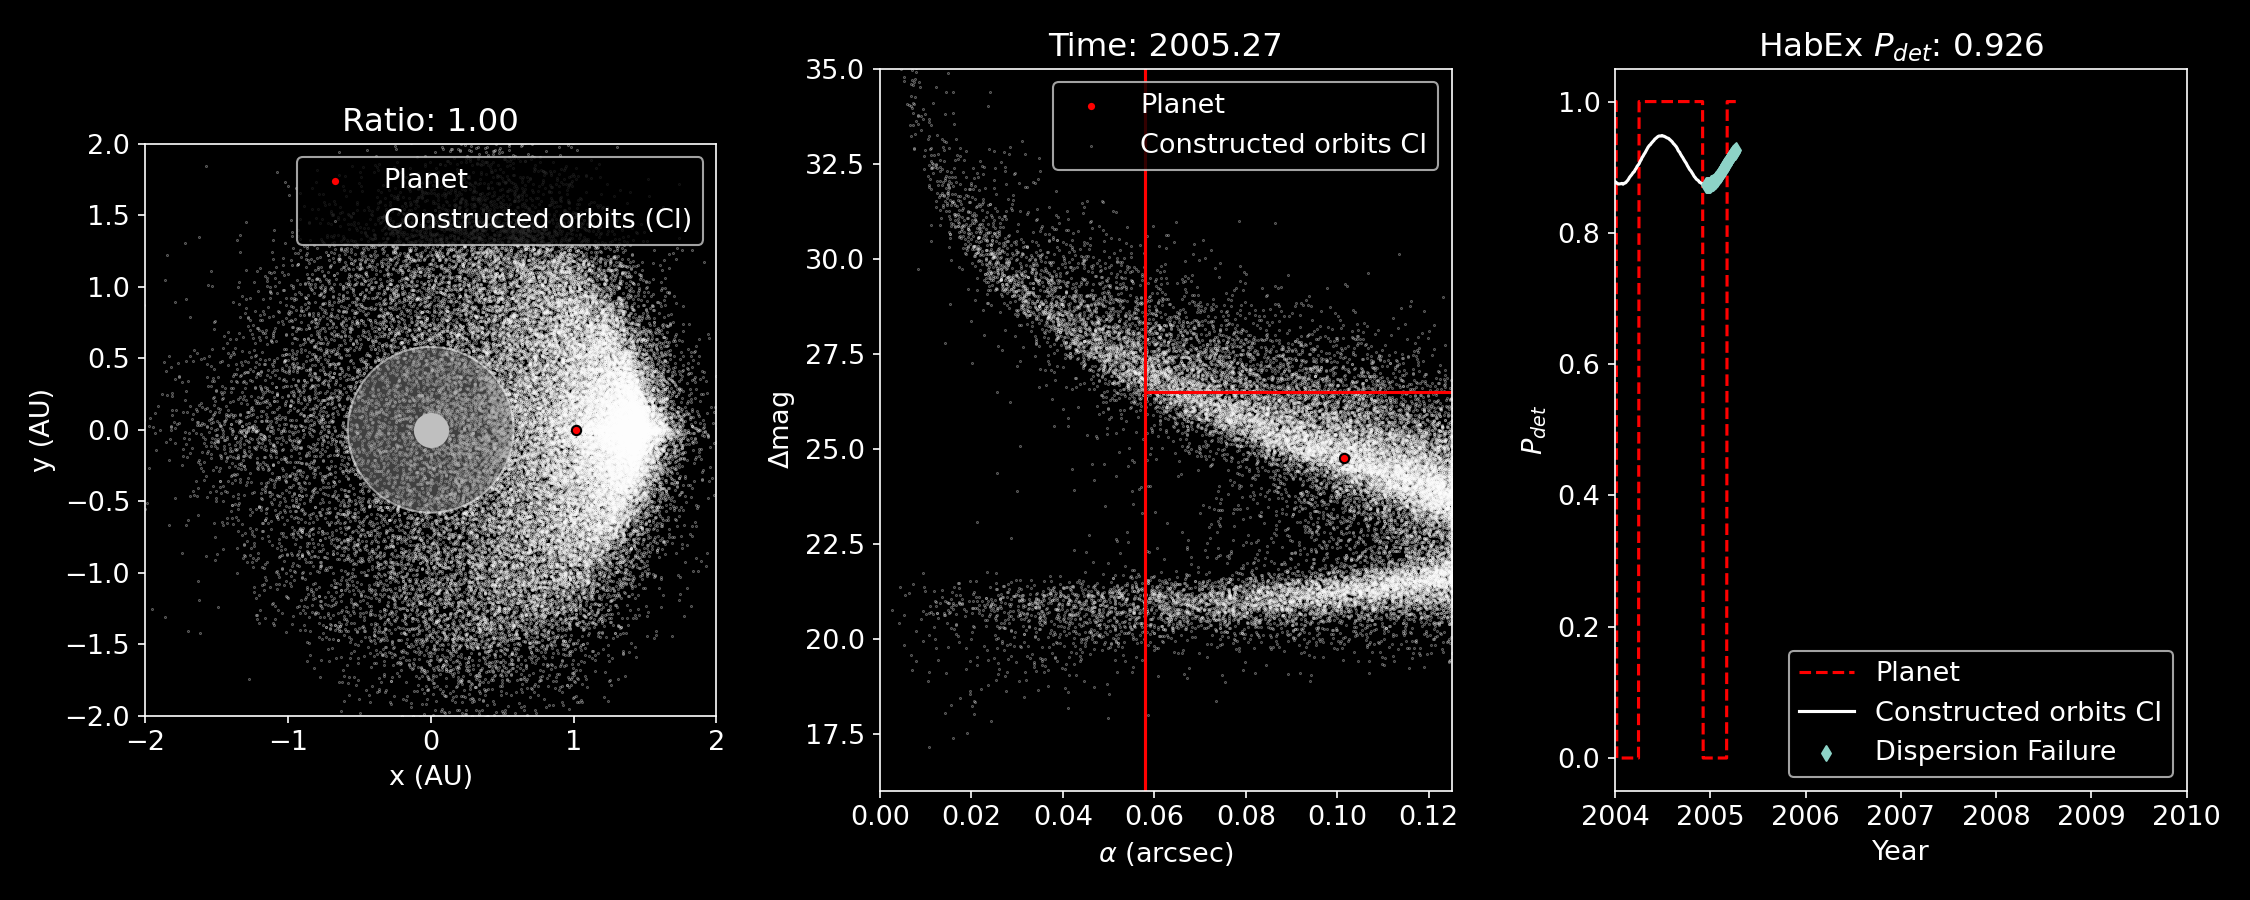 Ratio: 1.00
Planet
Constructed orbits (CI)
2.0
1.5
1.0
0.5
0.0
−0.5
−1.0
−1.5
−2.0
−2
−1
0
1
2
x (AU)
y (AU)
Time: 2005.27
Planet
Constructed orbits CI
35.0
32.5
30.0
27.5
25.0
22.5
20.0
17.5
0.00
0.02
0.04
0.06
0.08
0.10
0.12
α (arcsec)
Δmag
HabEx P_det: 0.926
1.0
0.8
0.6
0.4
0.2
0.0
Planet
Constructed orbits CI
Dispersion Failure
2004
2005
2006
2007
2008
2009
2010
Year
P_det